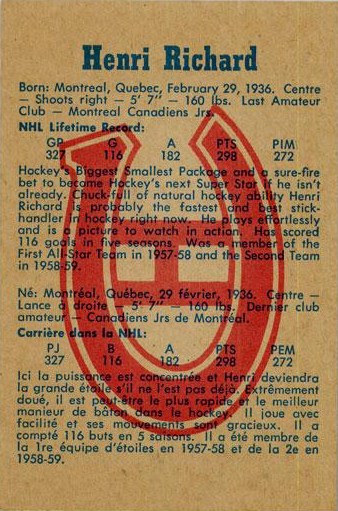 Henri Richard
Born: Montreal, Quebec, February 29, 1936. Centre
— Shoots right — 5' 7" — 160 lbs. Last Amateur
Club — Montreal Canadiens Jrs.
NHL Lifetime Record:
GP G A PTS PIM
327 116 182 298 272
Hockey's Biggest Smallest Package and a sure-fire
bet to become Hockey's next Super Star if he isn't
already. Chuck-full of natural hockey ability Henri
Richard is probably the fastest and best stick-
handler in hockey right now. He plays effortlessly
and is a picture to watch in action. Has scored
116 goals in five seasons. Was a member of the
First All-Star Team in 1957-58 and the Second Team
in 1958-59.
Né: Montréal, Québec, 29 février, 1936. Centre —
Lance à droite — 5' 7" — 160 lbs. Dernier club
amateur — Canadiens Jrs de Montréal.
Carrière dans la NHL:
PJ B A PTS PEM
327 116 182 298 272
Ici la puissance est concentrée et Henri deviendra
la grande étoile s'il ne l'est pas déjà. Extrêmement
doué, il est peut-être le plus rapide et le meilleur
manieur de bâton dans le hockey. Il joue avec
facilité et ses mouvements sont gracieux. Il a
compté 116 buts en 5 saisons. Il a été membre de
la 1re équipe d'étoiles en 1957-58 et de la 2e en
1958-59.